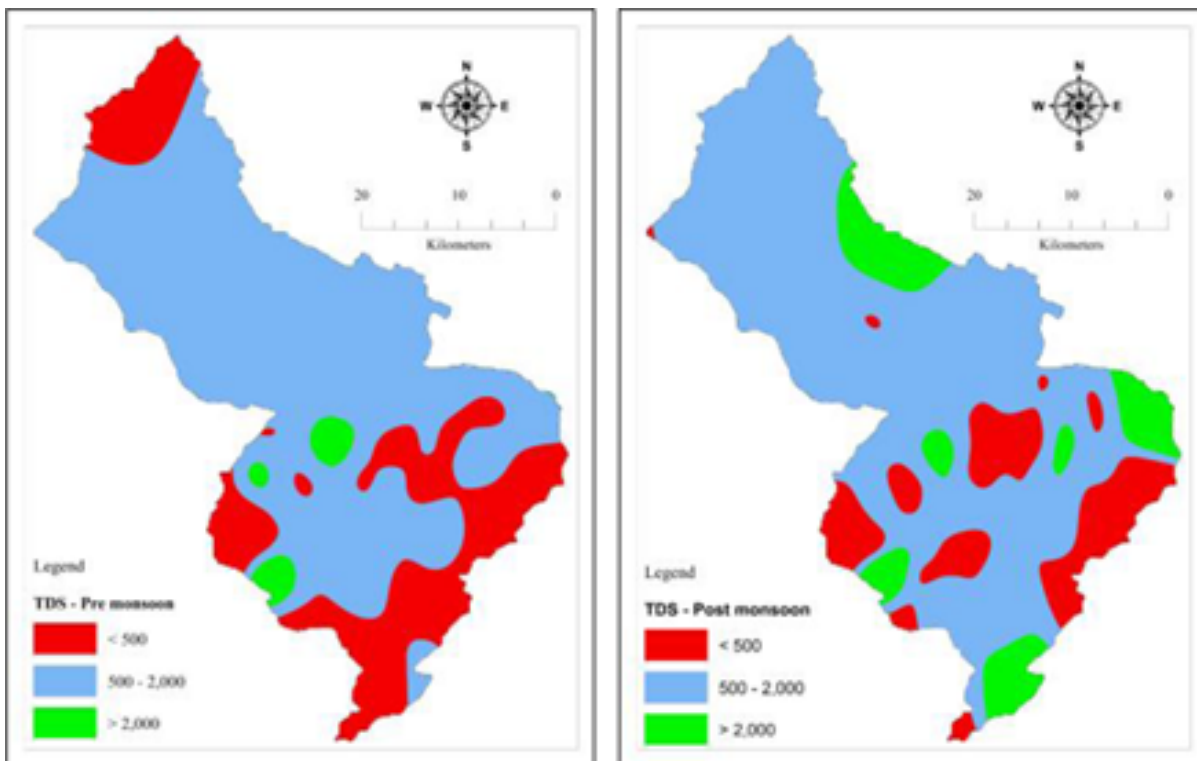 N
W E
S
20 10 0
Kilometers
Legend
TDS - Pre monsoon
< 500
500 - 2,000
> 2,000
N
W E
S
20 10 0
Kilometers
Legend
TDS - Post monsoon
< 500
500 - 2,000
> 2,000